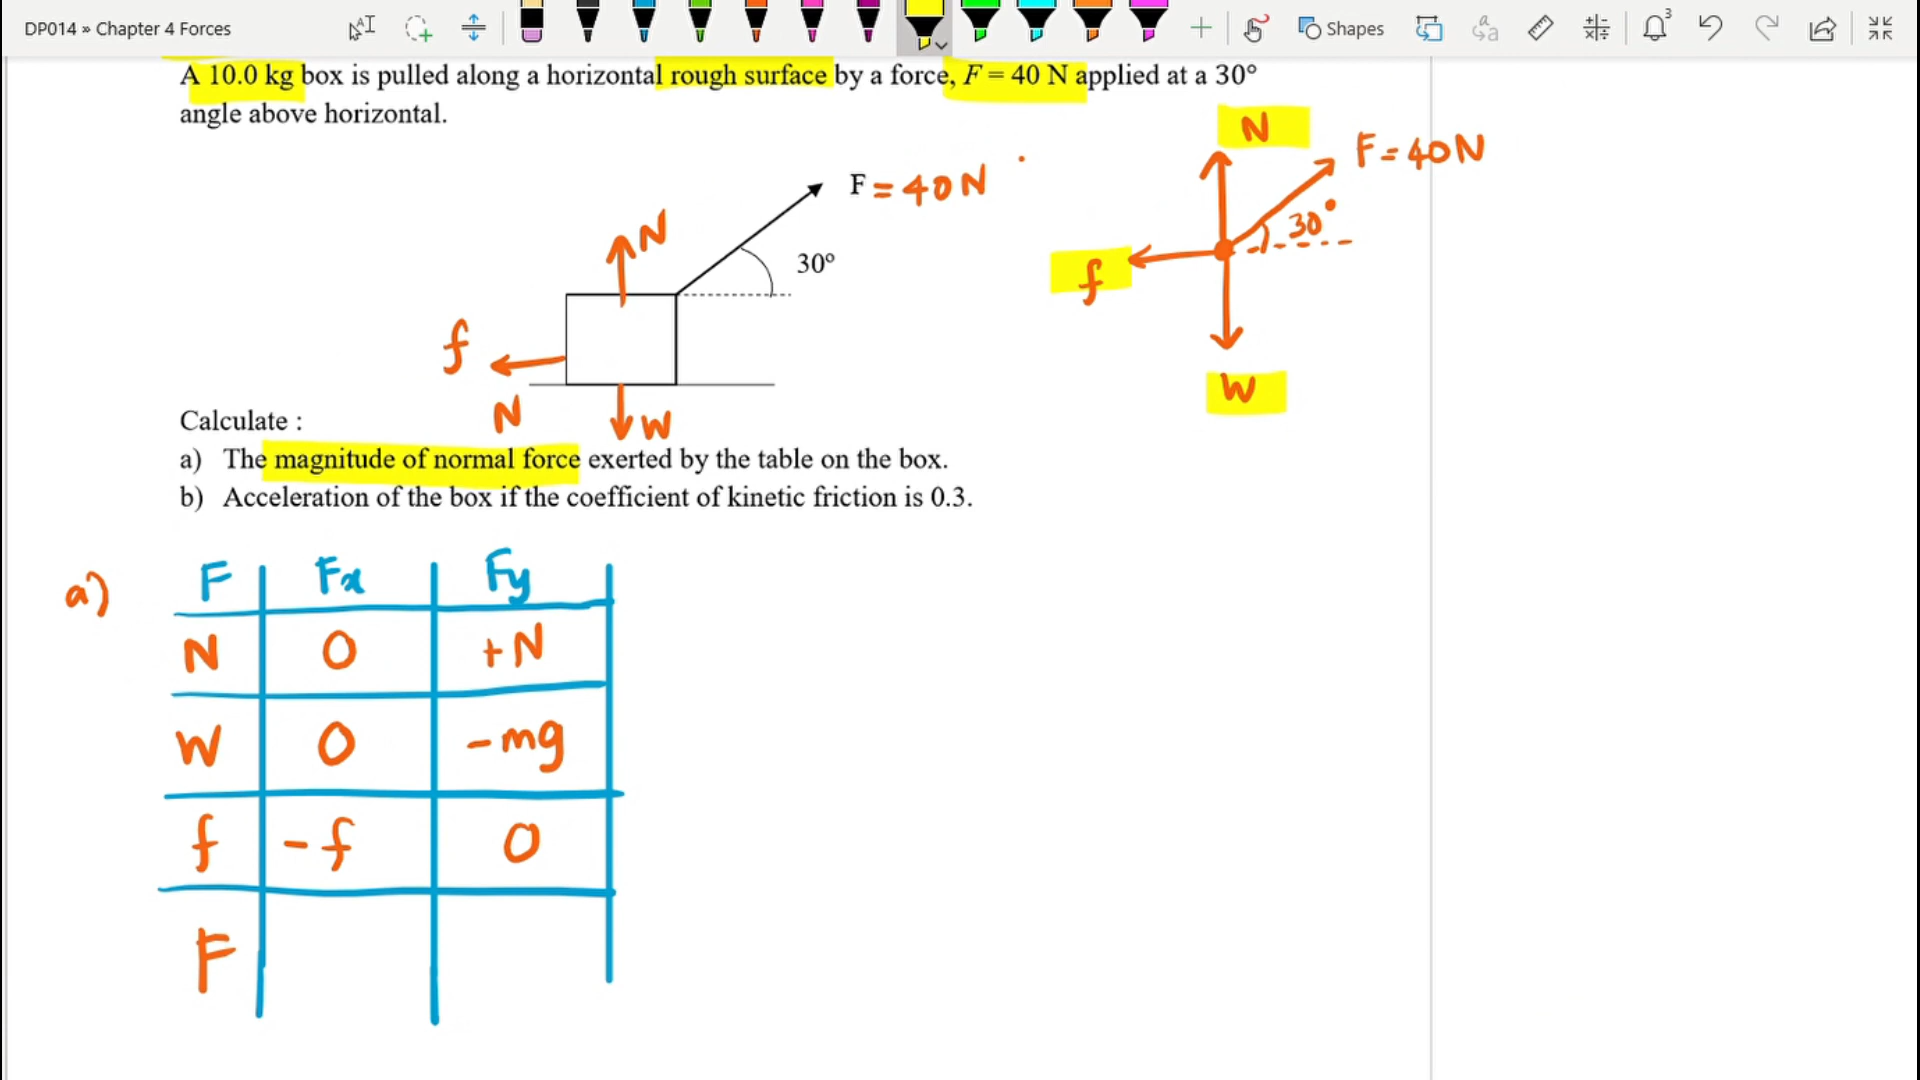 DP014 » Chapter 4 Forces
Shapes
3
A 10.0 kg box is pulled along a horizontal rough surface by a force, F = 40 N applied at a 30°
angle above horizontal.
N
F = 40N
F = 40N
N
30°
30°
f
f
W
N
W
Calculate :
a) The magnitude of normal force exerted by the table on the box.
b) Acceleration of the box if the coefficient of kinetic friction is 0.3.
a)
F Fx Fy
N 0 +N
W 0 -mg
f -f 0
F